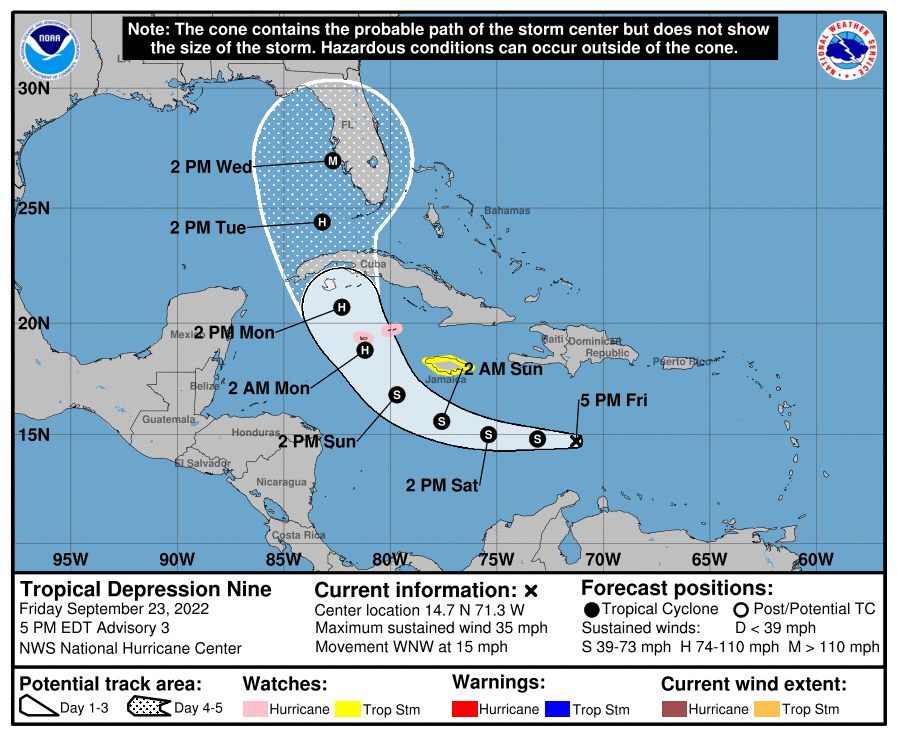 Note: The cone contains the probable path of the storm center but does not show
the size of the storm. Hazardous conditions can occur outside of the cone.
NOAA
NATIONAL WEATHER SERVICE
LA
30N
FL
2 PM Wed
M
25N
Bahamas
2 PM Tue
H
Cuba
H
20N
2 PM Mon
Mexico
Haiti
Dominican
Republic
Puerto Rico
H
2 AM Sun
Jamaica
2 AM Mon
Belize
S
5 PM Fri
Guatemala
S
15N
Honduras
2 PM Sun
S
S
El Salvador
2 PM Sat
Nicaragua
Costa Rica
95W 90W 85W 80W 75W 70W 65W 60W
Tropical Depression Nine
Friday September 23, 2022
5 PM EDT Advisory 3
NWS National Hurricane Center
Current information: x
Center location 14.7 N 71.3 W
Maximum sustained wind 35 mph
Movement WNW at 15 mph
Forecast positions:
Tropical Cyclone Post/Potential TC
Sustained winds: D < 39 mph
S 39-73 mph H 74-110 mph M > 110 mph
Potential track area:
Day 1-3 Day 4-5
Watches:
Hurricane Trop Stm
Warnings:
Hurricane Trop Stm
Current wind extent:
Hurricane Trop Stm